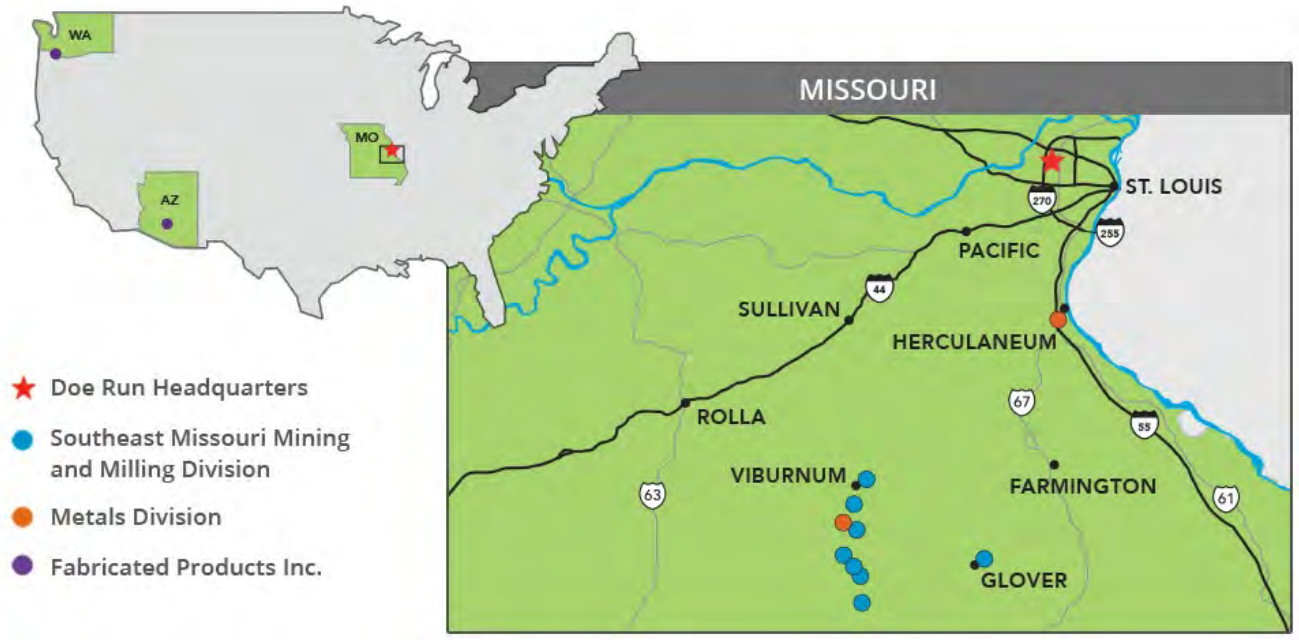 WA
MO
AZ
MISSOURI
ST. LOUIS
270
255
PACIFIC
44
SULLIVAN
HERCULANEUM
67
ROLLA
55
VIBURNUM
FARMINGTON
63
61
GLOVER
Doe Run Headquarters
Southeast Missouri Mining
and Milling Division
Metals Division
Fabricated Products Inc.